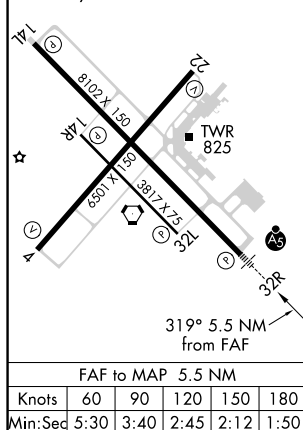 14L
P
22
V
8102 X 150
14R
P
TWR
825
6501 X 150
3817 X 75
V
4
P
32L
P
A5
32R
319° 5.5 NM
from FAF
FAF to MAP 5.5 NM
Knots 60 90 120 150 180
Min:Sec 5:30 3:40 2:45 2:12 1:50